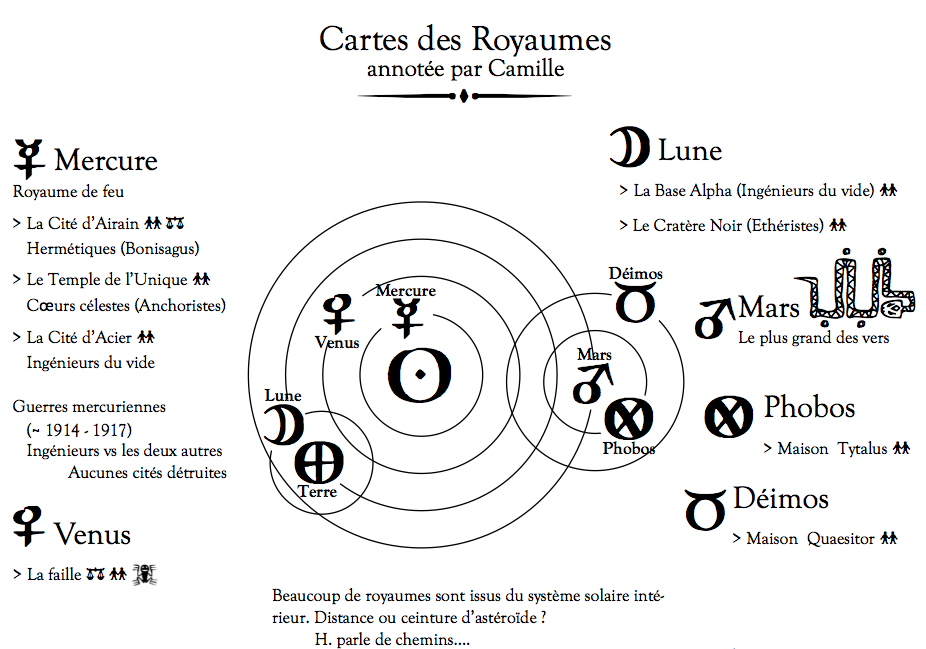 Cartes des Royaumes
annotée par Camille
Mercure
Royaume de feu
> La Cité d'Airain
Hermétiques (Bonisagus)
> Le Temple de l'Unique
Cœurs célestes (Anchoristes)
> La Cité d'Acier
Ingénieurs du vide
Guerres mercuriennes
(~ 1914 - 1917)
Ingénieurs vs les deux autres
Aucunes cités détruites
Venus
> La faille
Mercure
Venus
Lune
Terre
Déimos
Mars
Phobos
Lune
> La Base Alpha (Ingénieurs du vide)
> Le Cratère Noir (Ethéristes)
Mars
Le plus grand des vers
Phobos
> Maison Tytalus
Déimos
> Maison Quaesitor
Beaucoup de royaumes sont issus du système solaire inté-
rieur. Distance ou ceinture d'astéroïde ?
H. parle de chemins....